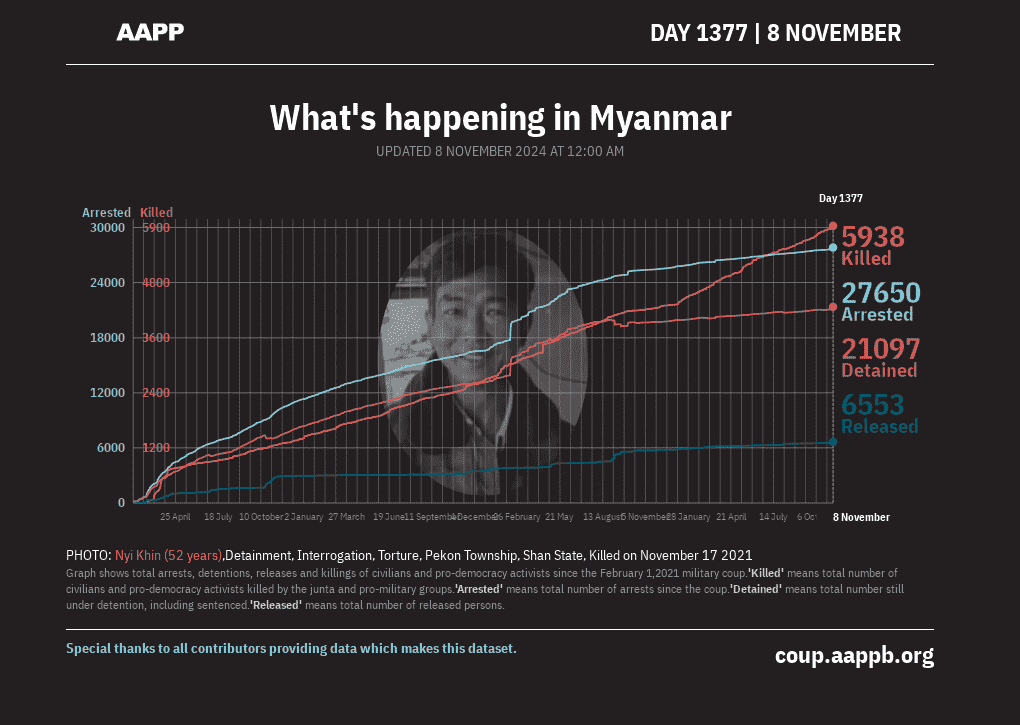 AAPP
DAY 1377 | 8 NOVEMBER
What's happening in Myanmar
UPDATED 8 NOVEMBER 2024 AT 12:00 AM
Day 1377
Arrested Killed
30000 5900
24000 4800
18000 3600
12000 2400
6000 1200
0
5938
Killed
27650
Arrested
21097
Detained
6553
Released
25 April 18 July 10 October 2 January 27 March 19 June 11 September December 26 February 21 May 13 August 5 November 28 January 21 April 14 July 6 Oct 8 November
PHOTO: Nyi Khin (52 years),Detainment, Interrogation, Torture, Pekon Township, Shan State, Killed on November 17 2021
Graph shows total arrests, detentions, releases and killings of civilians and pro-democracy activists since the February 1,2021 military coup.'Killed' means total number of
civilians and pro-democracy activists killed by the junta and pro-military groups.'Arrested' means total number of arrests since the coup.'Detained' means total number still
under detention, including sentenced.'Released' means total number of released persons.
Special thanks to all contributors providing data which makes this dataset.
coup.aappb.org